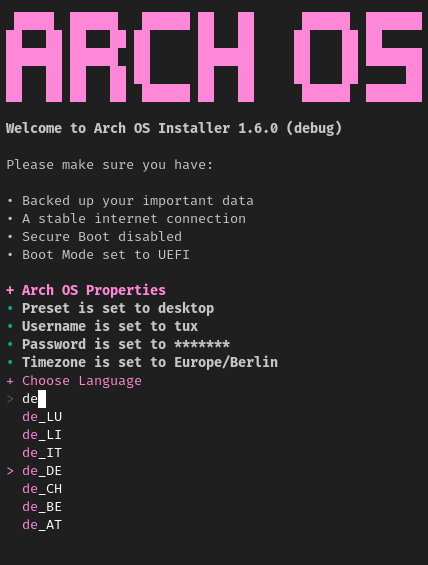 ARCH OS
Welcome to Arch OS Installer 1.6.0 (debug)
Please make sure you have:
• Backed up your important data
• A stable internet connection
• Secure Boot disabled
• Boot Mode set to UEFI
+ Arch OS Properties
• Preset is set to desktop
• Username is set to tux
• Password is set to *******
• Timezone is set to Europe/Berlin
+ Choose Language
> de
de_LU
de_LI
de_IT
> de_DE
de_CH
de_BE
de_AT